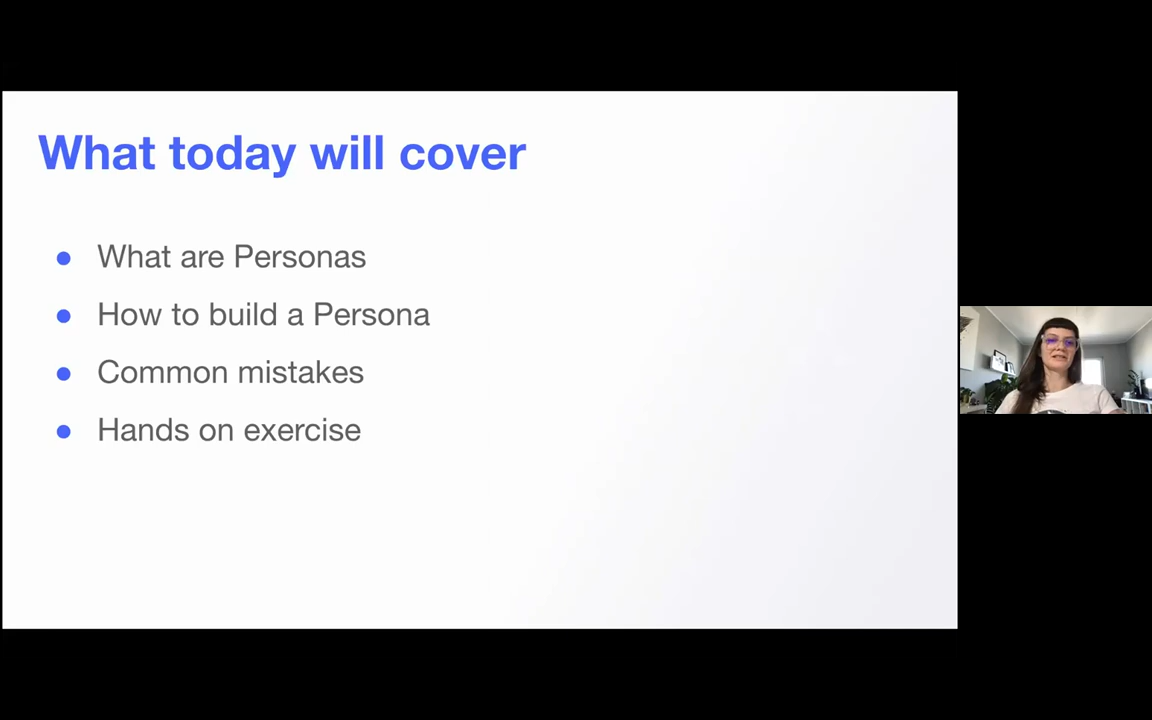 What today will cover
● What are Personas
● How to build a Persona
● Common mistakes
● Hands on exercise